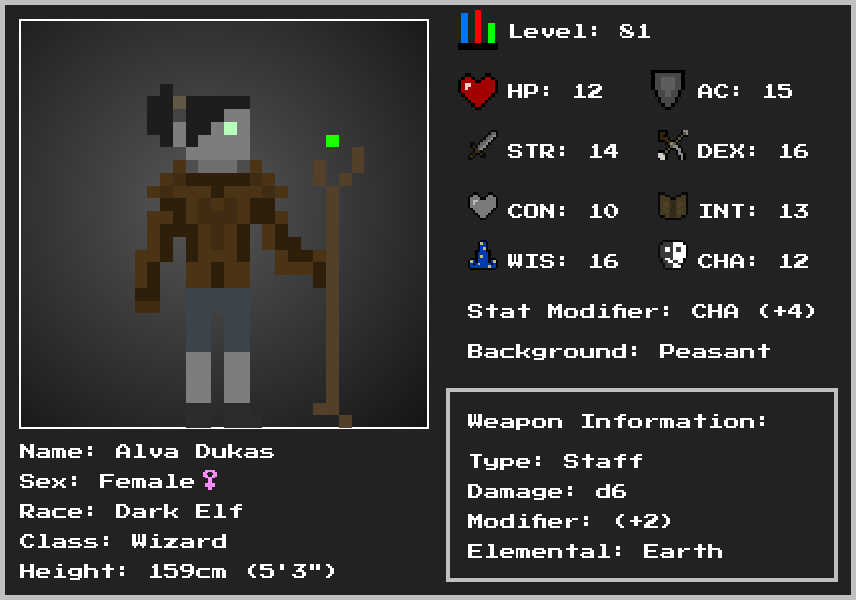 Level: 81
HP: 12
AC: 15
STR: 14
DEX: 16
CON: 10
INT: 13
WIS: 16
CHA: 12
Stat Modifier: CHA (+4)
Background: Peasant
Weapon Information:
Type: Staff
Damage: d6
Modifier: (+2)
Elemental: Earth
Name: Alva Dukas
Sex: Female♀
Race: Dark Elf
Class: Wizard
Height: 159cm (5'3")